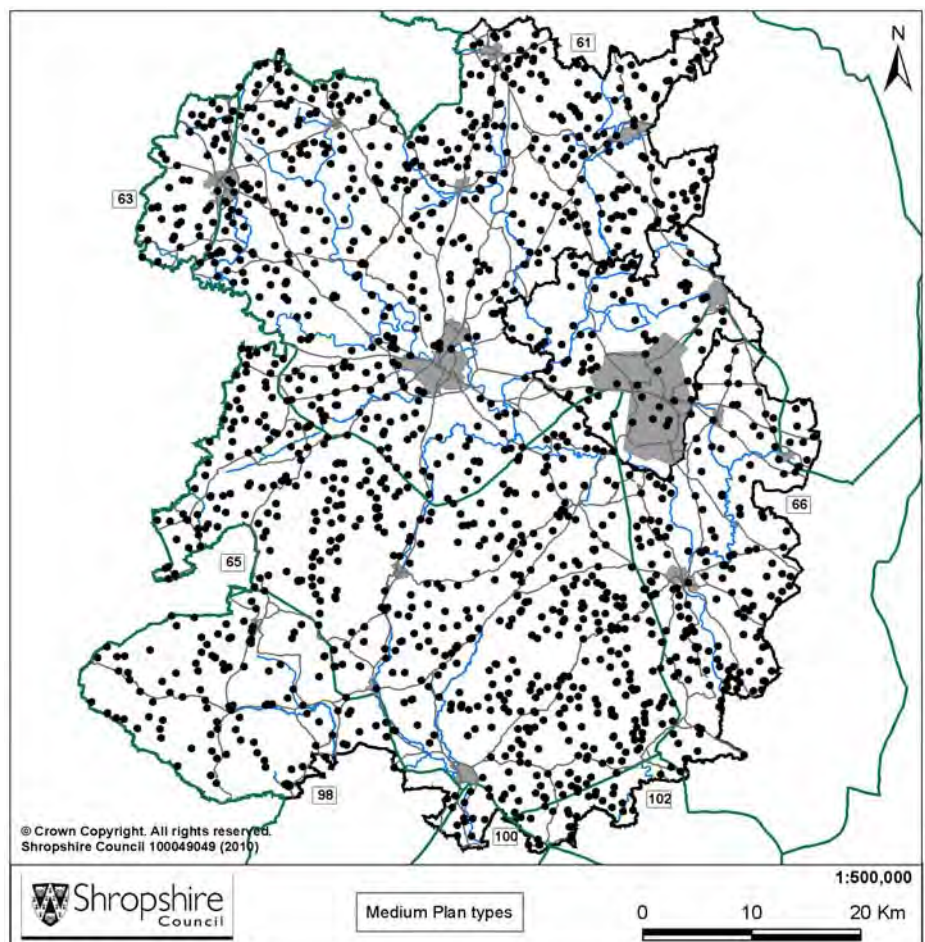 61
N
63
66
65
98
102
100
© Crown Copyright. All rights reserved.
Shropshire Council 100049049 (2010)
Shropshire
Council
Medium Plan types
1:500,000
0 10 20 Km